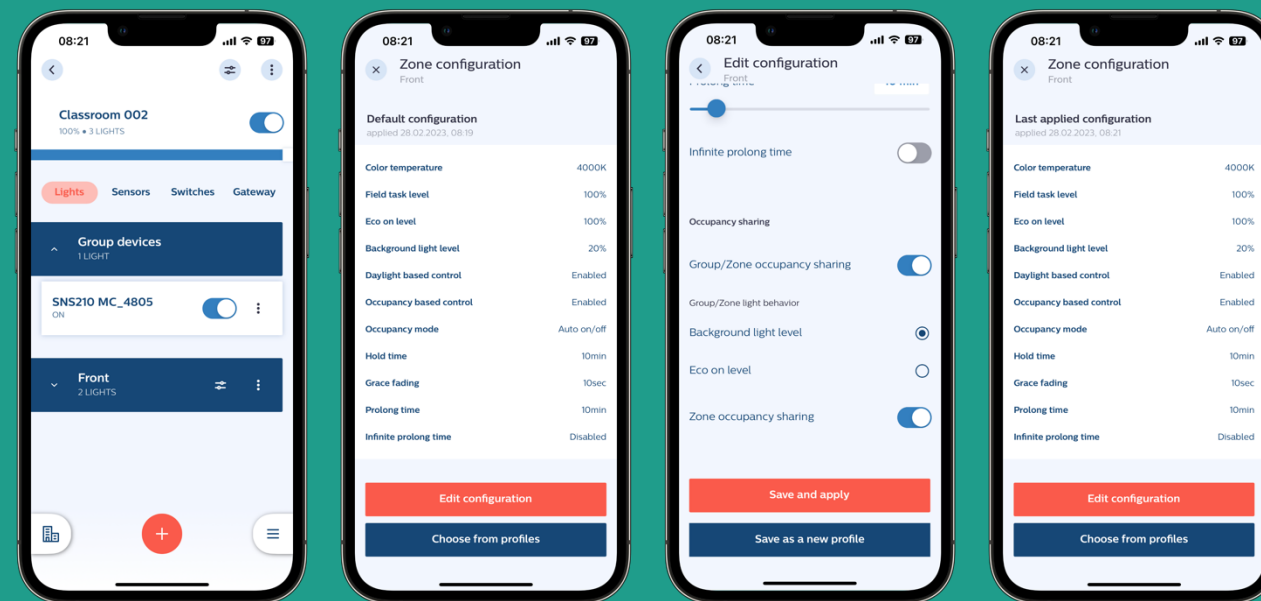 08:21
97
Classroom 002
100% • 3 LIGHTS
Lights Sensors Switches Gateway
Group devices
1 LIGHT
SNS210 MC_4805
ON
Front
2 LIGHTS
08:21
97
Zone configuration
Front
Default configuration
applied 28.02.2023, 08:19
Color temperature 4000K
Field task level 100%
Eco on level 100%
Background light level 20%
Daylight based control Enabled
Occupancy based control Enabled
Occupancy mode Auto on/off
Hold time 10min
Grace fading 10sec
Prolong time 10min
Infinite prolong time Disabled
Edit configuration
Choose from profiles
08:21
97
Edit configuration
Front
Prolong time 10 min
Infinite prolong time
Occupancy sharing
Group/Zone occupancy sharing
Group/Zone light behavior
Background light level
Eco on level
Zone occupancy sharing
Save and apply
Save as a new profile
08:21
97
Zone configuration
Front
Last applied configuration
applied 28.02.2023, 08:21
Color temperature 4000K
Field task level 100%
Eco on level 100%
Background light level 20%
Daylight based control Enabled
Occupancy based control Enabled
Occupancy mode Auto on/off
Hold time 10min
Grace fading 10sec
Prolong time 10min
Infinite prolong time Disabled
Edit configuration
Choose from profiles